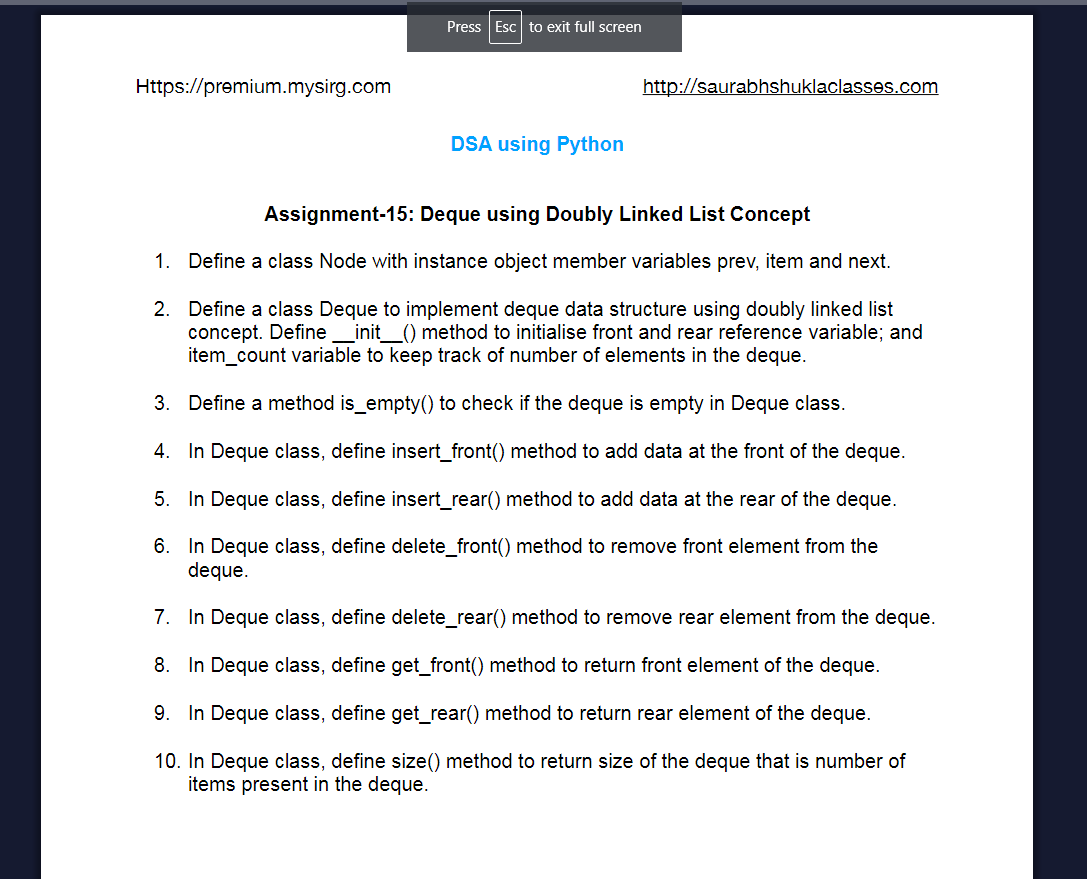 Press Esc to exit full screen
Https://premium.mysirg.com http://saurabhshuklaclasses.com
DSA using Python
Assignment-15: Deque using Doubly Linked List Concept
1. Define a class Node with instance object member variables prev, item and next.
2. Define a class Deque to implement deque data structure using doubly linked list
concept. Define __init__() method to initialise front and rear reference variable; and
item_count variable to keep track of number of elements in the deque.
3. Define a method is_empty() to check if the deque is empty in Deque class.
4. In Deque class, define insert_front() method to add data at the front of the deque.
5. In Deque class, define insert_rear() method to add data at the rear of the deque.
6. In Deque class, define delete_front() method to remove front element from the
deque.
7. In Deque class, define delete_rear() method to remove rear element from the deque.
8. In Deque class, define get_front() method to return front element of the deque.
9. In Deque class, define get_rear() method to return rear element of the deque.
10. In Deque class, define size() method to return size of the deque that is number of
items present in the deque.